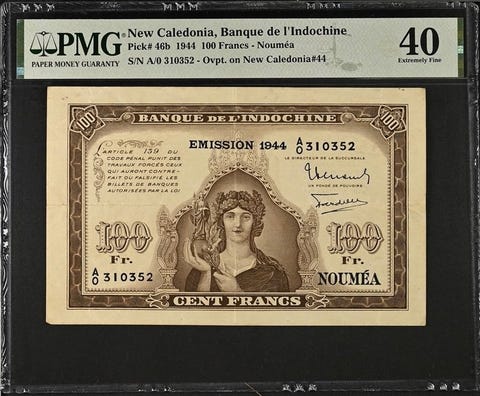 PMG
PAPER MONEY GUARANTY
New Caledonia, Banque de l'Indochine
Pick# 46b 1944 100 Francs - Nouméa
S/N A/0 310352 - Ovpt. on New Caledonia#44
40
Extremely Fine
100
BANQUE DE L'INDOCHINE
100
ARTICLE 139 DU
CODE PÉNAL PUNIT DES
TRAVAUX FORCÉS CEUX
QUI AURONT CONTRE-
FAIT OU FALSIFIÉ LES
BILLETS DE BANQUES
AUTORISÉES PAR LA LOI
EMISSION 1944
A/0 310352
LE DIRECTEUR DE LA SUCCURSALE
UN FONDÉ DE POUVOIRS
100
Fr.
100
Fr.
A/0 310352
NOUMÉA
CENT FRANCS